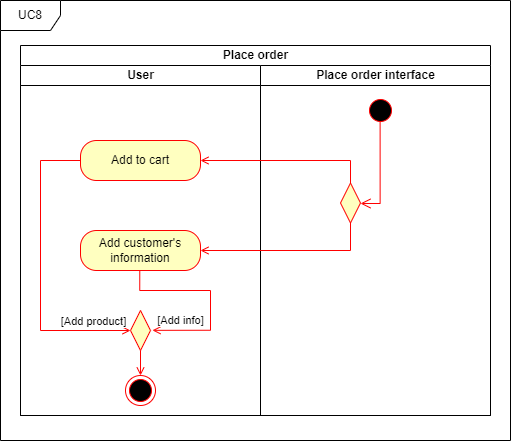 UC8
Place order
User
Place order interface
Add to cart
Add customer's
information
[Add product]
[Add info]